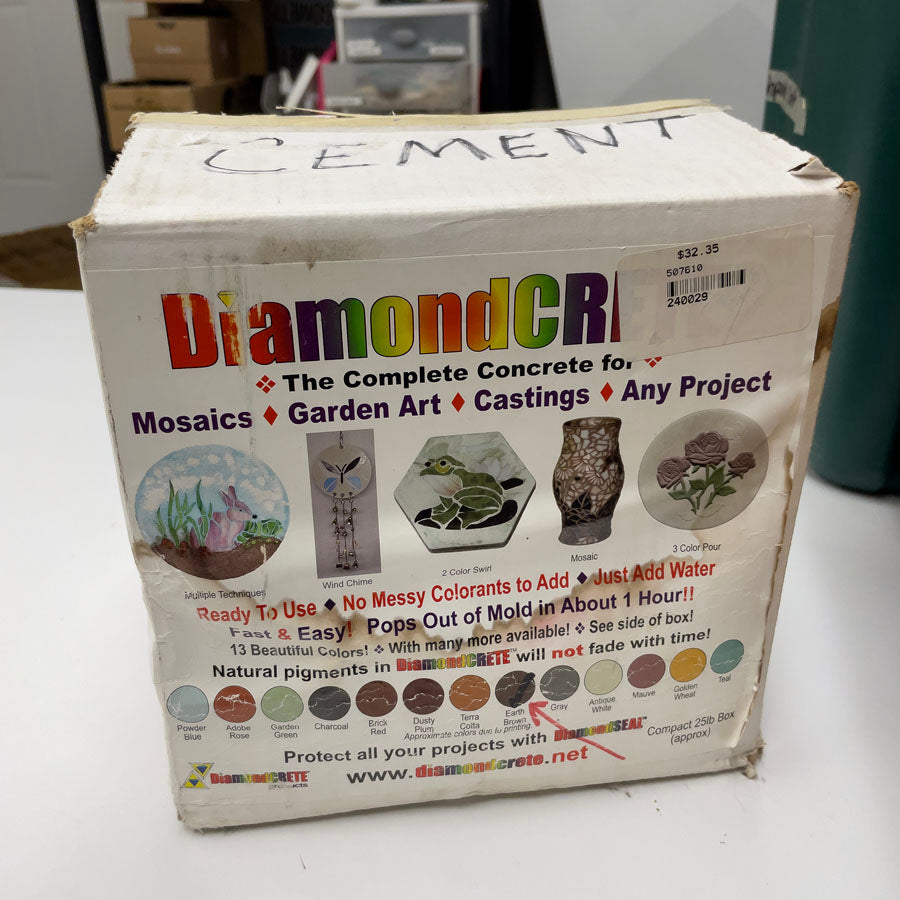 CEMENT
$32.35
507610
240029
DiamondCR
❖ The Complete Concrete for ❖
Mosaics ♦ Garden Art ♦ Castings ♦ Any Project
Multiple Techniques
Wind Chime
2 Color Swirl
Mosaic
3 Color Pour
Ready To Use ♦ No Messy Colorants to Add ♦ Just Add Water
Fast & Easy! Pops Out of Mold in About 1 Hour!!
13 Beautiful Colors! ❖ With many more available! ❖ See side of box!
Natural pigments in DiamondCRETE™ will not fade with time!
Powder Blue
Adobe Rose
Garden Green
Charcoal
Brick Red
Dusty Plum
Terra Cotta
Earth Brown
Gray
Antique White
Mauve
Golden Wheat
Teal
Approximate colors due to printing
Protect all your projects with DiamondSEAL™
Compact 25lb Box
(approx)
DiamondCRETE
products
www.diamondcrete.net